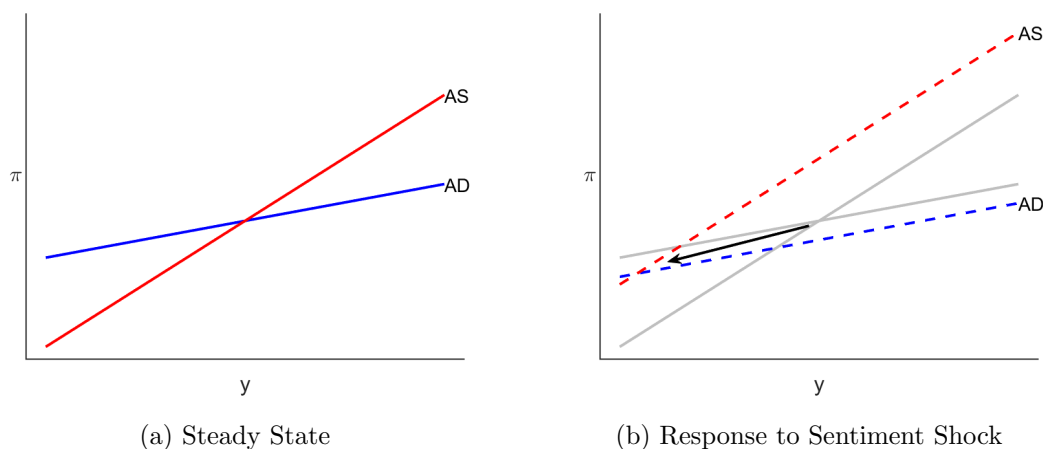 AS
π
AD
y
(a) Steady State
AS
π
AD
y
(b) Response to Sentiment Shock